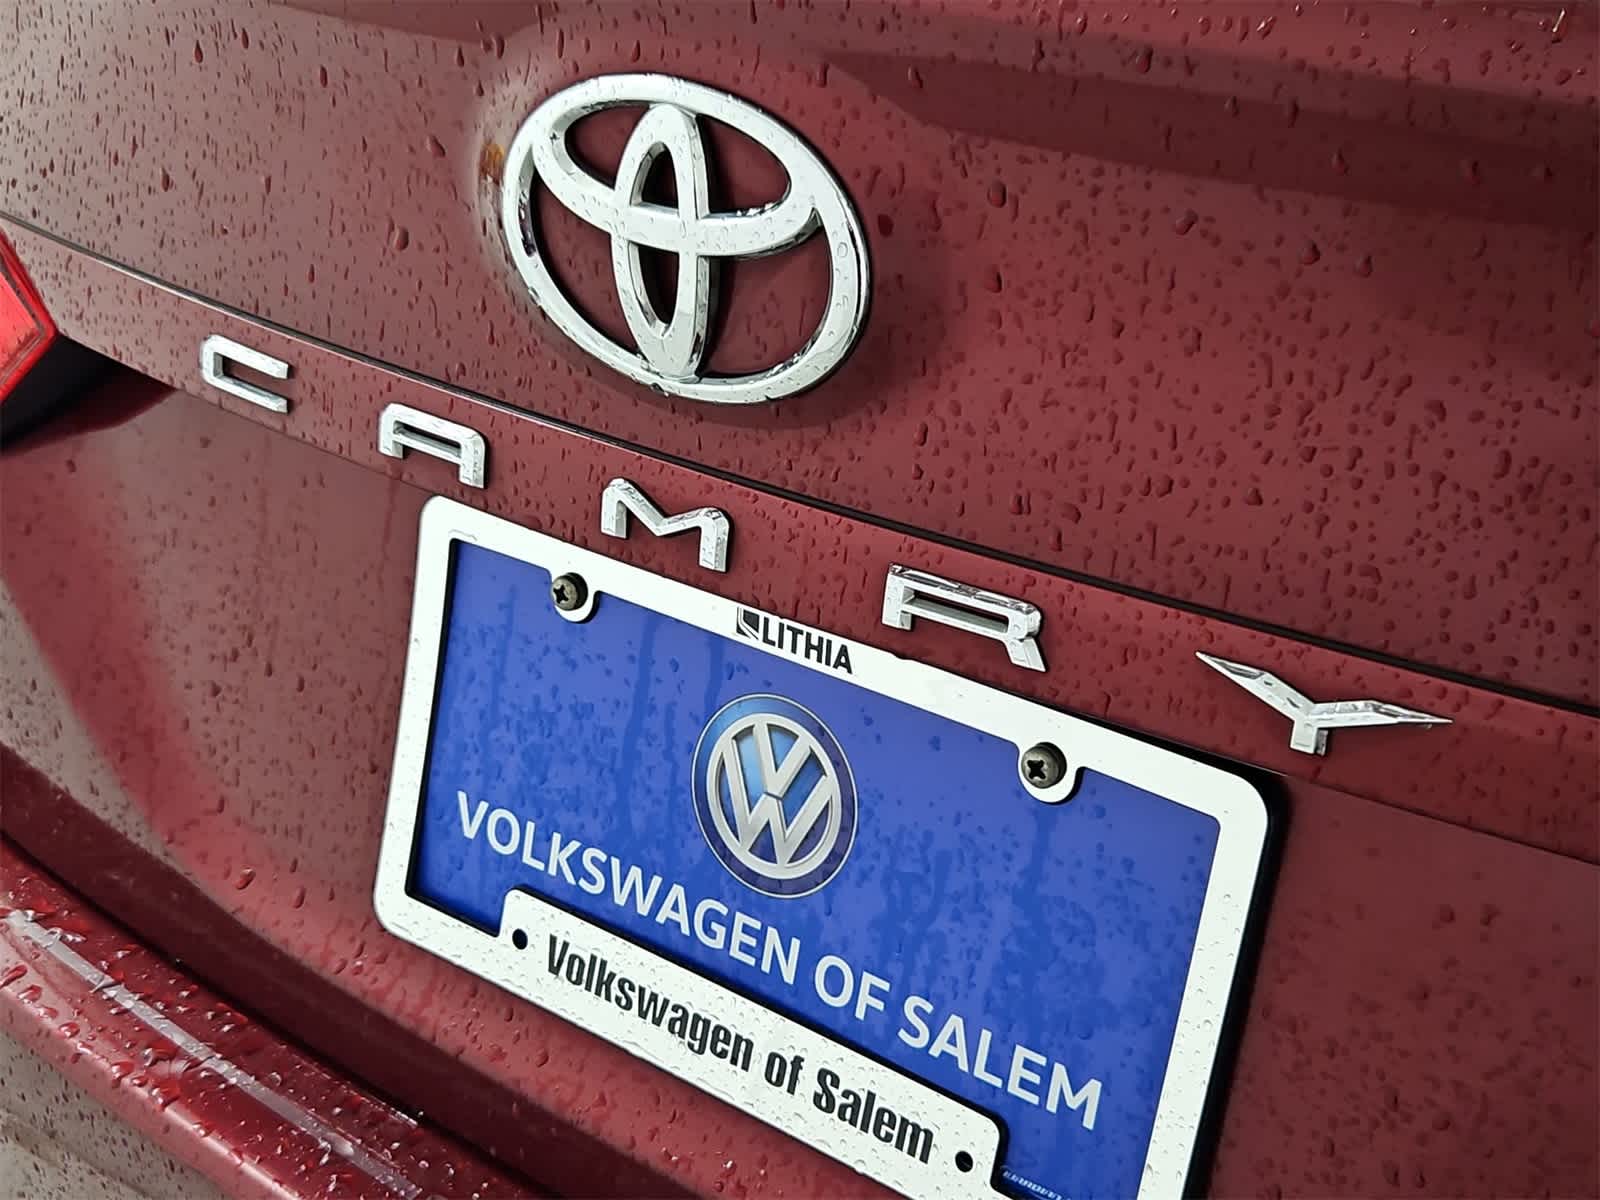 CAMRY
LITHIA
VOLKSWAGEN OF SALEM
Volkswagen of Salem